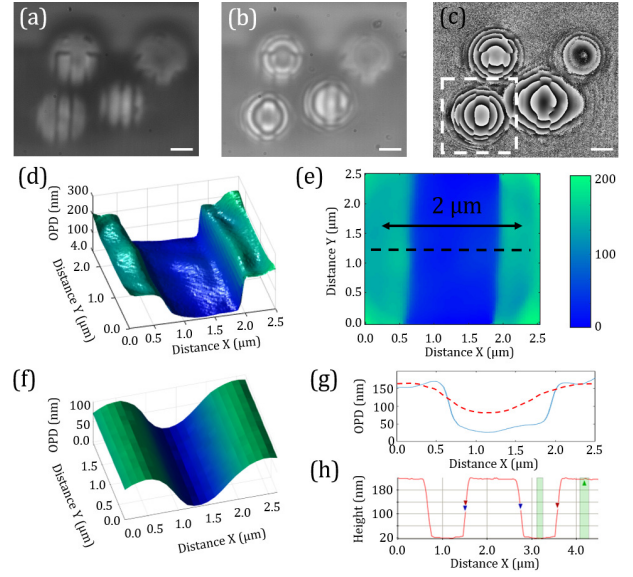 (a)
(b)
(c)
(d)
OPD (nm)
300
200
100
4.0
2.0
1.0
0.0
Distance Y (µm)
0.0
0.5
1.0
1.5
2.0
2.5
Distance X (µm)
(e)
2.5
2.0
1.5
1.0
0.5
0.0
Distance Y (µm)
2 µm
0.0 0.5 1.0 1.5 2.0 2.5
Distance X (µm)
200
100
0
(f)
OPD (nm)
100
50
0.0
1.5
1.0
0.5
0.0
Distance Y (µm)
0.0 0.5 1.0 1.5 2.0 2.5
Distance X (µm)
(g)
OPD (nm)
150
100
50
0
0.0 0.5 1.0 1.5 2.0 2.5
Distance X (µm)
(h)
Height (nm)
180
100
20
0.0 1.0 2.0 3.0 4.0
Distance X (µm)